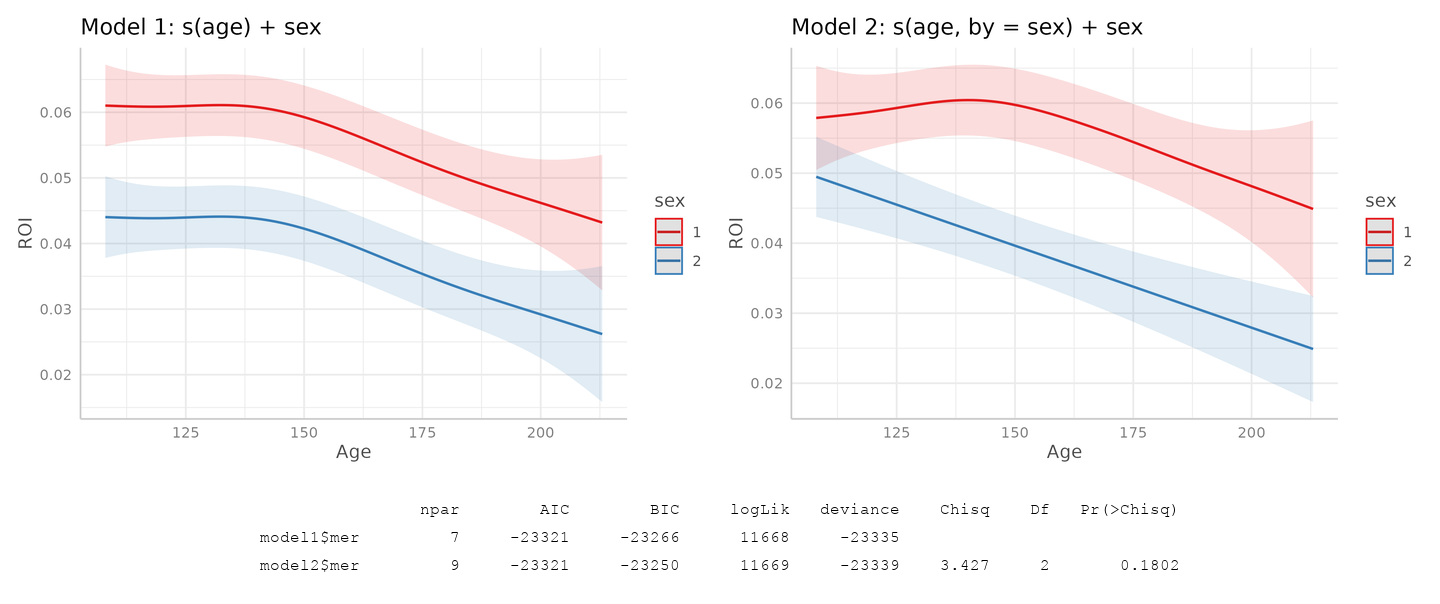 Model 1: s(age) + sex
0.06
0.05
0.04
0.03
0.02
ROI
125 150 175 200
Age
sex
1
2
Model 2: s(age, by = sex) + sex
0.06
0.05
0.04
0.03
0.02
ROI
125 150 175 200
Age
sex
1
2
npar AIC BIC logLik deviance Chisq Df Pr(>Chisq)
model1$mer 7 -23321 -23266 11668 -23335
model2$mer 9 -23321 -23250 11669 -23339 3.427 2 0.1802